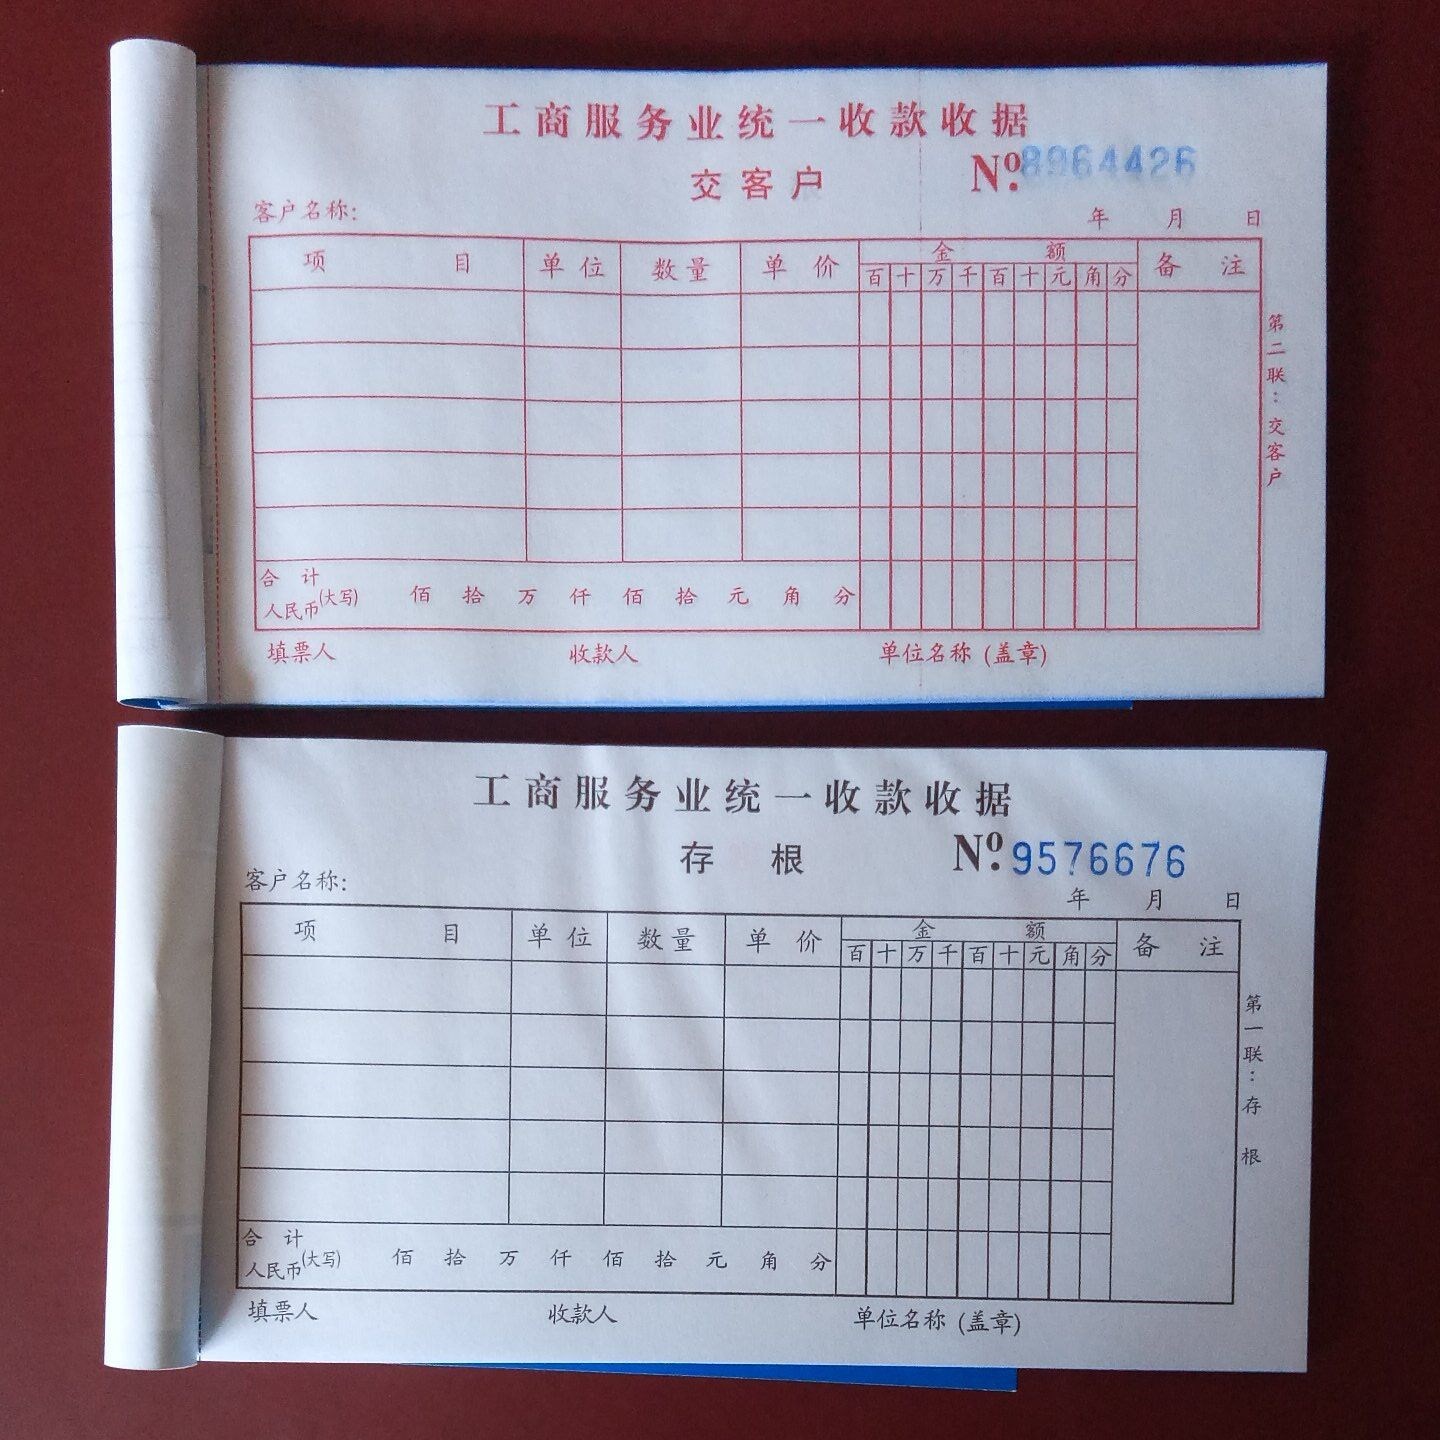 工商服务业统一收款收据
交客户 Nº.8964426
客户名称: 年 月 日
项目 单位 数量 单价 金额 备注
百 十 万 千 百 十 元 角 分
第二联:交客户
合计
人民币(大写) 佰 拾 万 仟 佰 拾 元 角 分
填票人 收款人 单位名称 (盖章)
工商服务业统一收款收据
存根 Nº.9576676
客户名称: 年 月 日
项目 单位 数量 单价 金额 备注
百 十 万 千 百 十 元 角 分
第一联:存根
合计
人民币(大写) 佰 拾 万 仟 佰 拾 元 角 分
填票人 收款人 单位名称 (盖章)